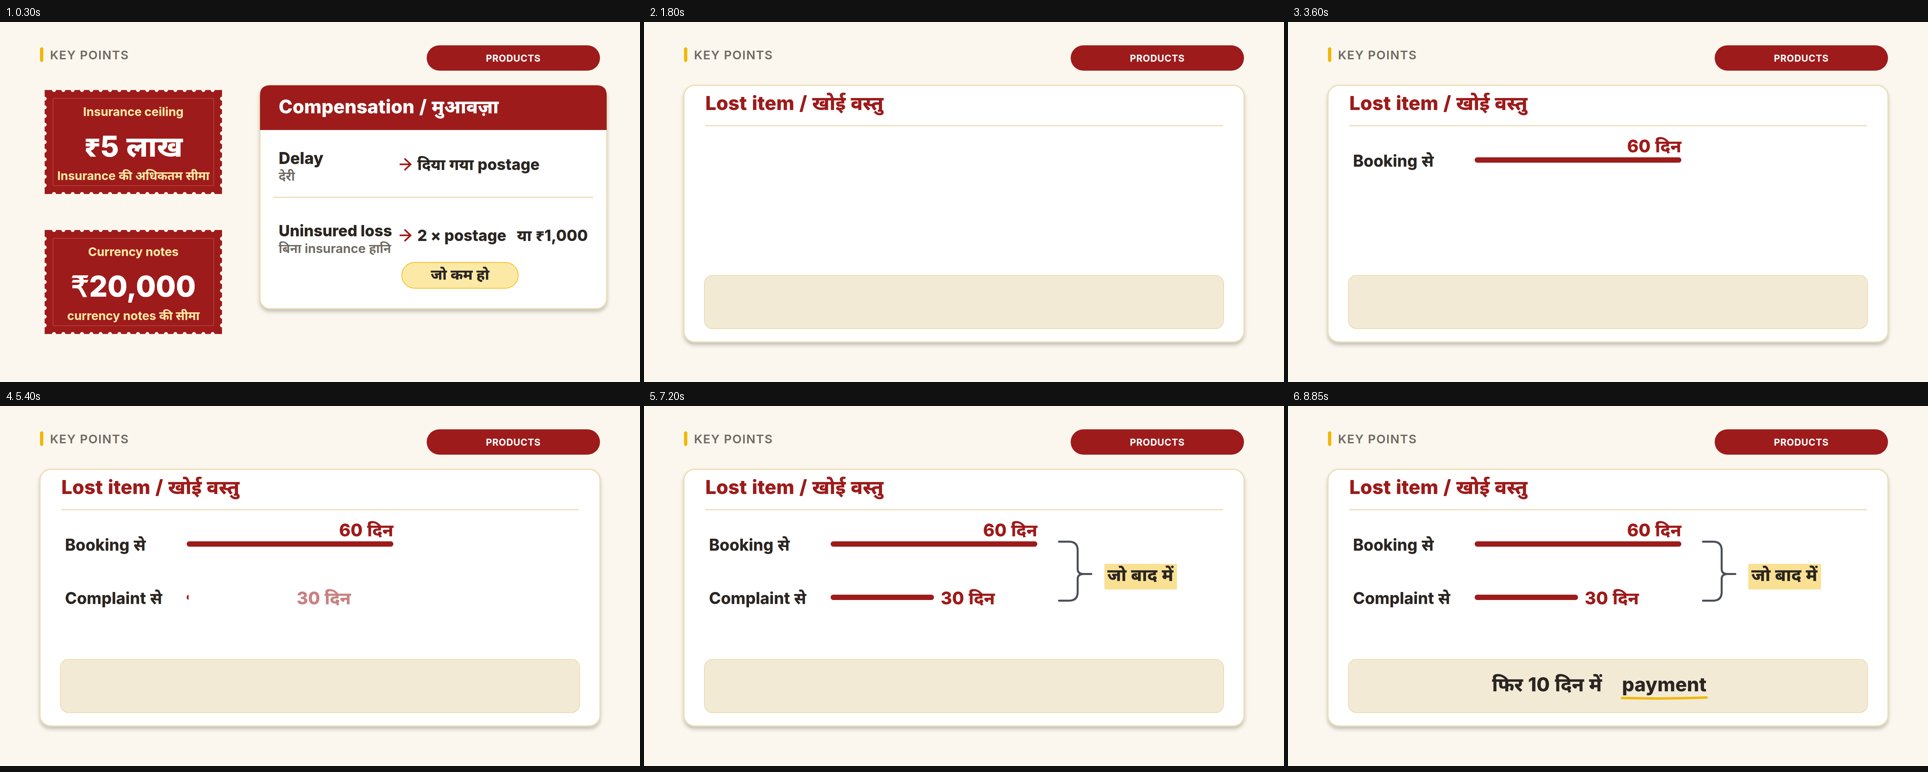 1. 0.30s
KEY POINTS
PRODUCTS
Insurance ceiling
₹5 लाख
Insurance की अधिकतम सीमा
Currency notes
₹20,000
currency notes की सीमा
Compensation / मुआवज़ा
Delay → दिया गया postage
देरी
Uninsured loss → 2 × postage या ₹1,000
बिना insurance हानि
जो कम हो
2. 1.80s
KEY POINTS
PRODUCTS
Lost item / खोई वस्तु
3. 3.60s
KEY POINTS
PRODUCTS
Lost item / खोई वस्तु
60 दिन
Booking से
4. 5.40s
KEY POINTS
PRODUCTS
Lost item / खोई वस्तु
60 दिन
Booking से
Complaint से 30 दिन
5. 7.20s
KEY POINTS
PRODUCTS
Lost item / खोई वस्तु
60 दिन
Booking से
जो बाद में
Complaint से 30 दिन
6. 8.85s
KEY POINTS
PRODUCTS
Lost item / खोई वस्तु
60 दिन
Booking से
जो बाद में
Complaint से 30 दिन
फिर 10 दिन में payment